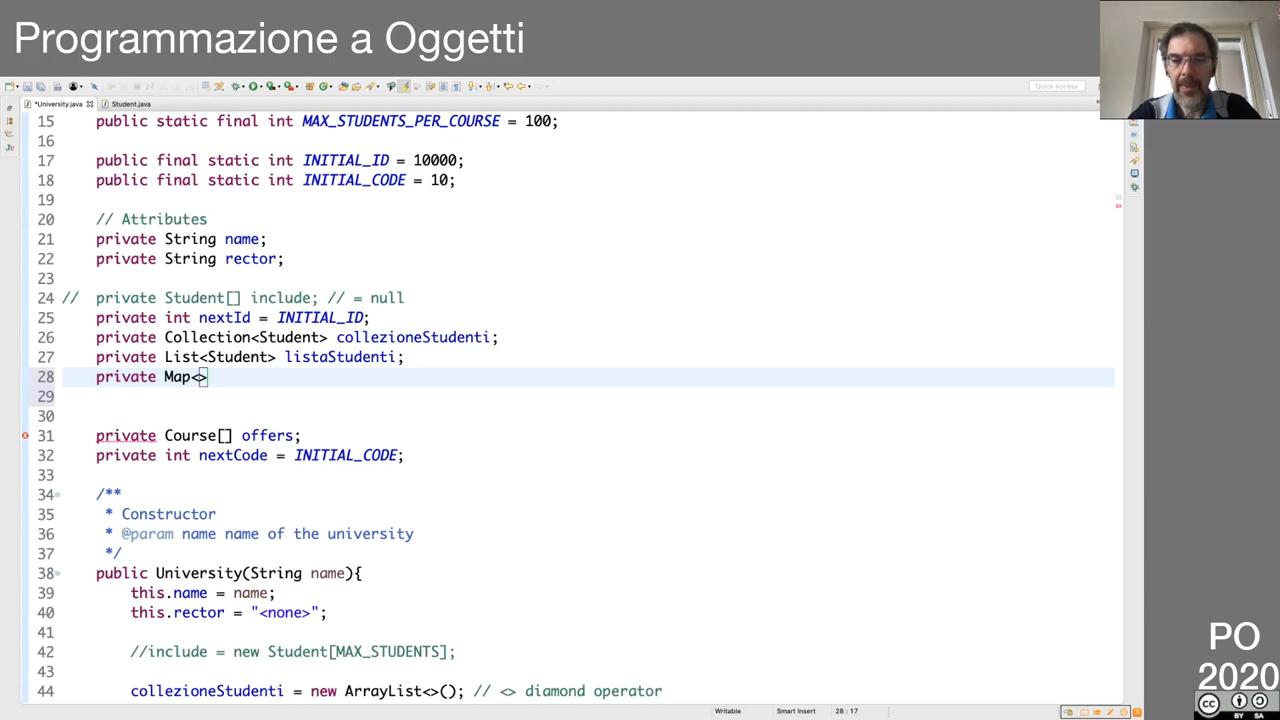 Programmazione a Oggetti
Quick Access
*University.java
Student.java
15 public static final int MAX_STUDENTS_PER_COURSE = 100;
16
17 public final static int INITIAL_ID = 10000;
18 public final static int INITIAL_CODE = 10;
19
20 // Attributes
21 private String name;
22 private String rector;
23
24 // private Student[] include; // = null
25 private int nextId = INITIAL_ID;
26 private Collection<Student> collezioneStudenti;
27 private List<Student> listaStudenti;
28 private Map<>
29
30
31 private Course[] offers;
32 private int nextCode = INITIAL_CODE;
33
34 /**
35 * Constructor
36 * @param name name of the university
37 */
38 public University(String name){
39 this.name = name;
40 this.rector = "<none>";
41
42 //include = new Student[MAX_STUDENTS];
43
44 collezioneStudenti = new ArrayList<>(); // <> diamond operator
Writable
Smart Insert
28 : 17
PO
2020
CC
BY SA